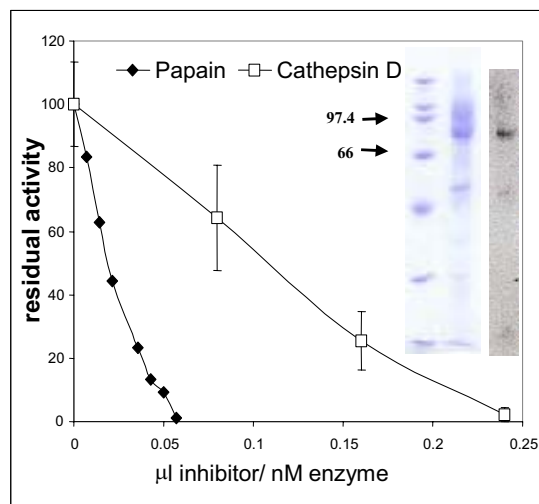 Papain Cathepsin D
120
100
80
60
40
20
0
97.4
66
residual activity
0 0.05 0.1 0.15 0.2 0.25
µl inhibitor/ nM enzyme